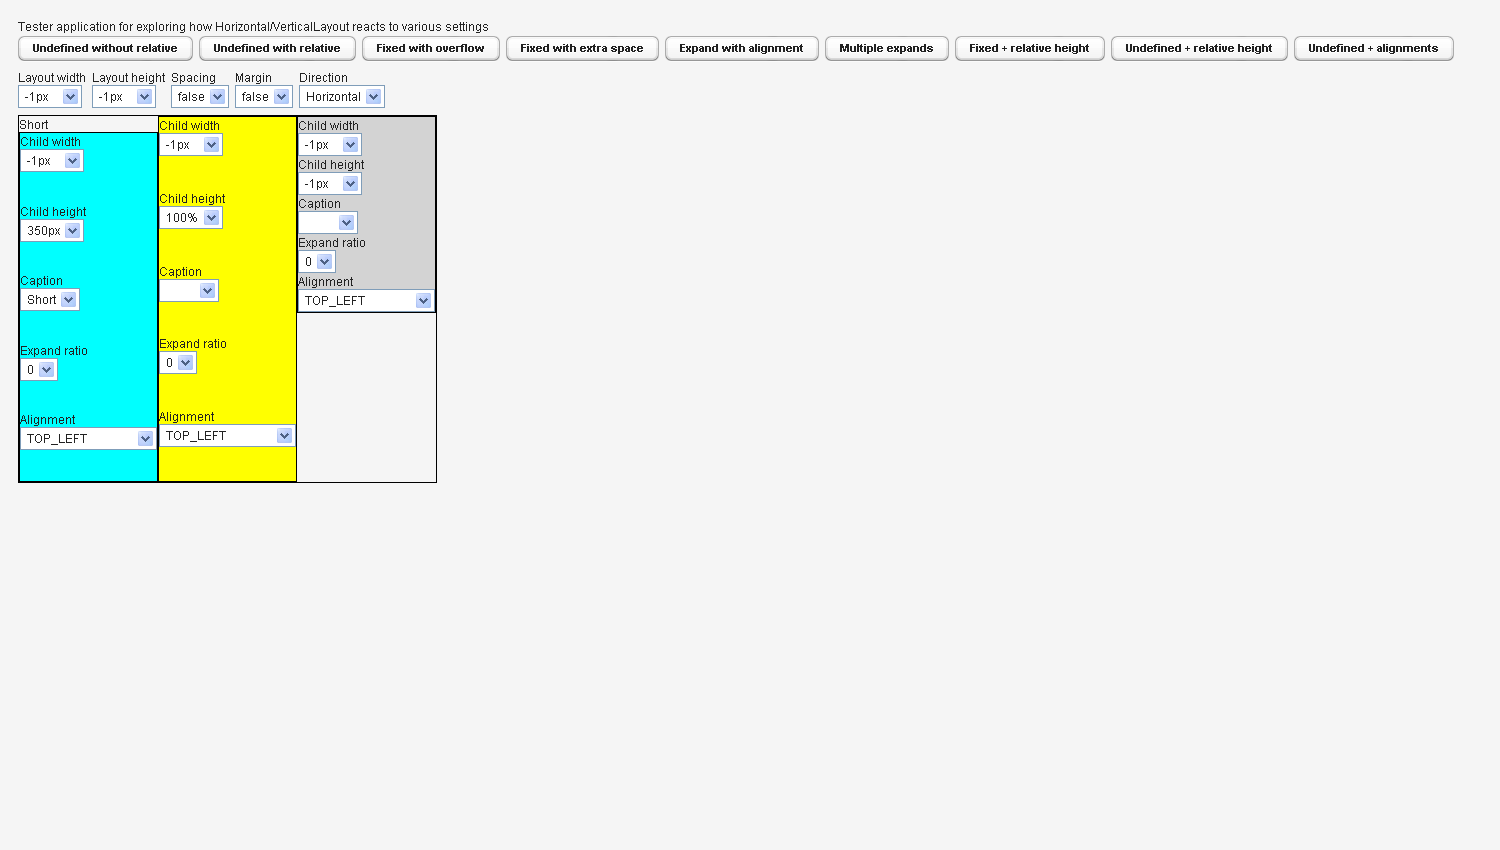 Tester application for exploring how Horizontal/VerticalLayout reacts to various settings
Undefined without relative Undefined with relative Fixed with overflow Fixed with extra space Expand with alignment Multiple expands Fixed + relative height Undefined + relative height Undefined + alignments
Layout width Layout height Spacing Margin Direction
-1px -1px false false Horizontal
Short
Child width
-1px
Child height
350px
Caption
Short
Expand ratio
0
Alignment
TOP_LEFT
Child width
-1px
Child height
100%
Caption
Expand ratio
0
Alignment
TOP_LEFT
Child width
-1px
Child height
-1px
Caption
Expand ratio
0
Alignment
TOP_LEFT